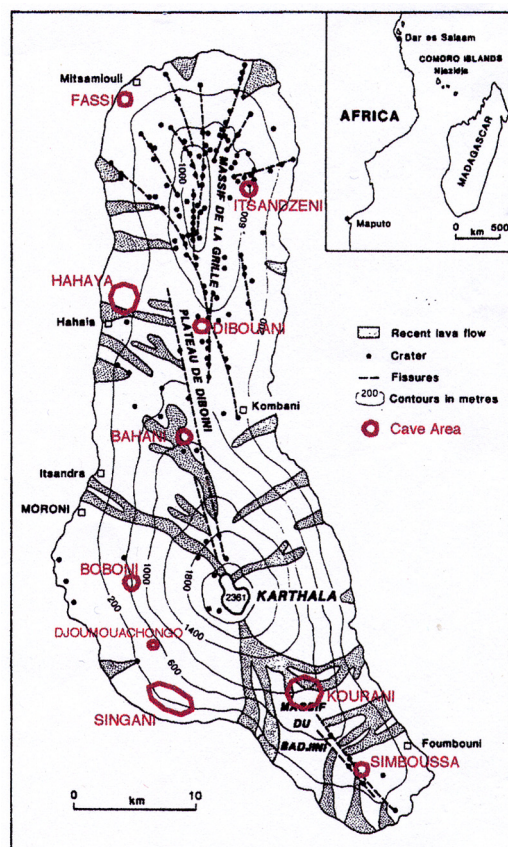 Mitsamiouli
FASSI
1000
MASSIF DE LA GRILLE
ITSANDZENI
600
200
HAHAYA
Hahaia
DIBOUANI
PLATEAU DE DIBOINI
Kombani
BAHANI
Itsandra
MORONI
BOBONI
1000
1800
2361
KARTHALA
200
1400
DJOUMOUACHONGO
600
KOURANI
SINGANI
MASSIF
DU
BADJINI
Foumbouni
SIMBOUSSA
0 10
km
Dar es Salaam
COMORO ISLANDS
Njazidja
AFRICA
MADAGASCAR
Maputo
0 500
km
Recent lava flow
Crater
Fissures
200 Contours in metres
Cave Area